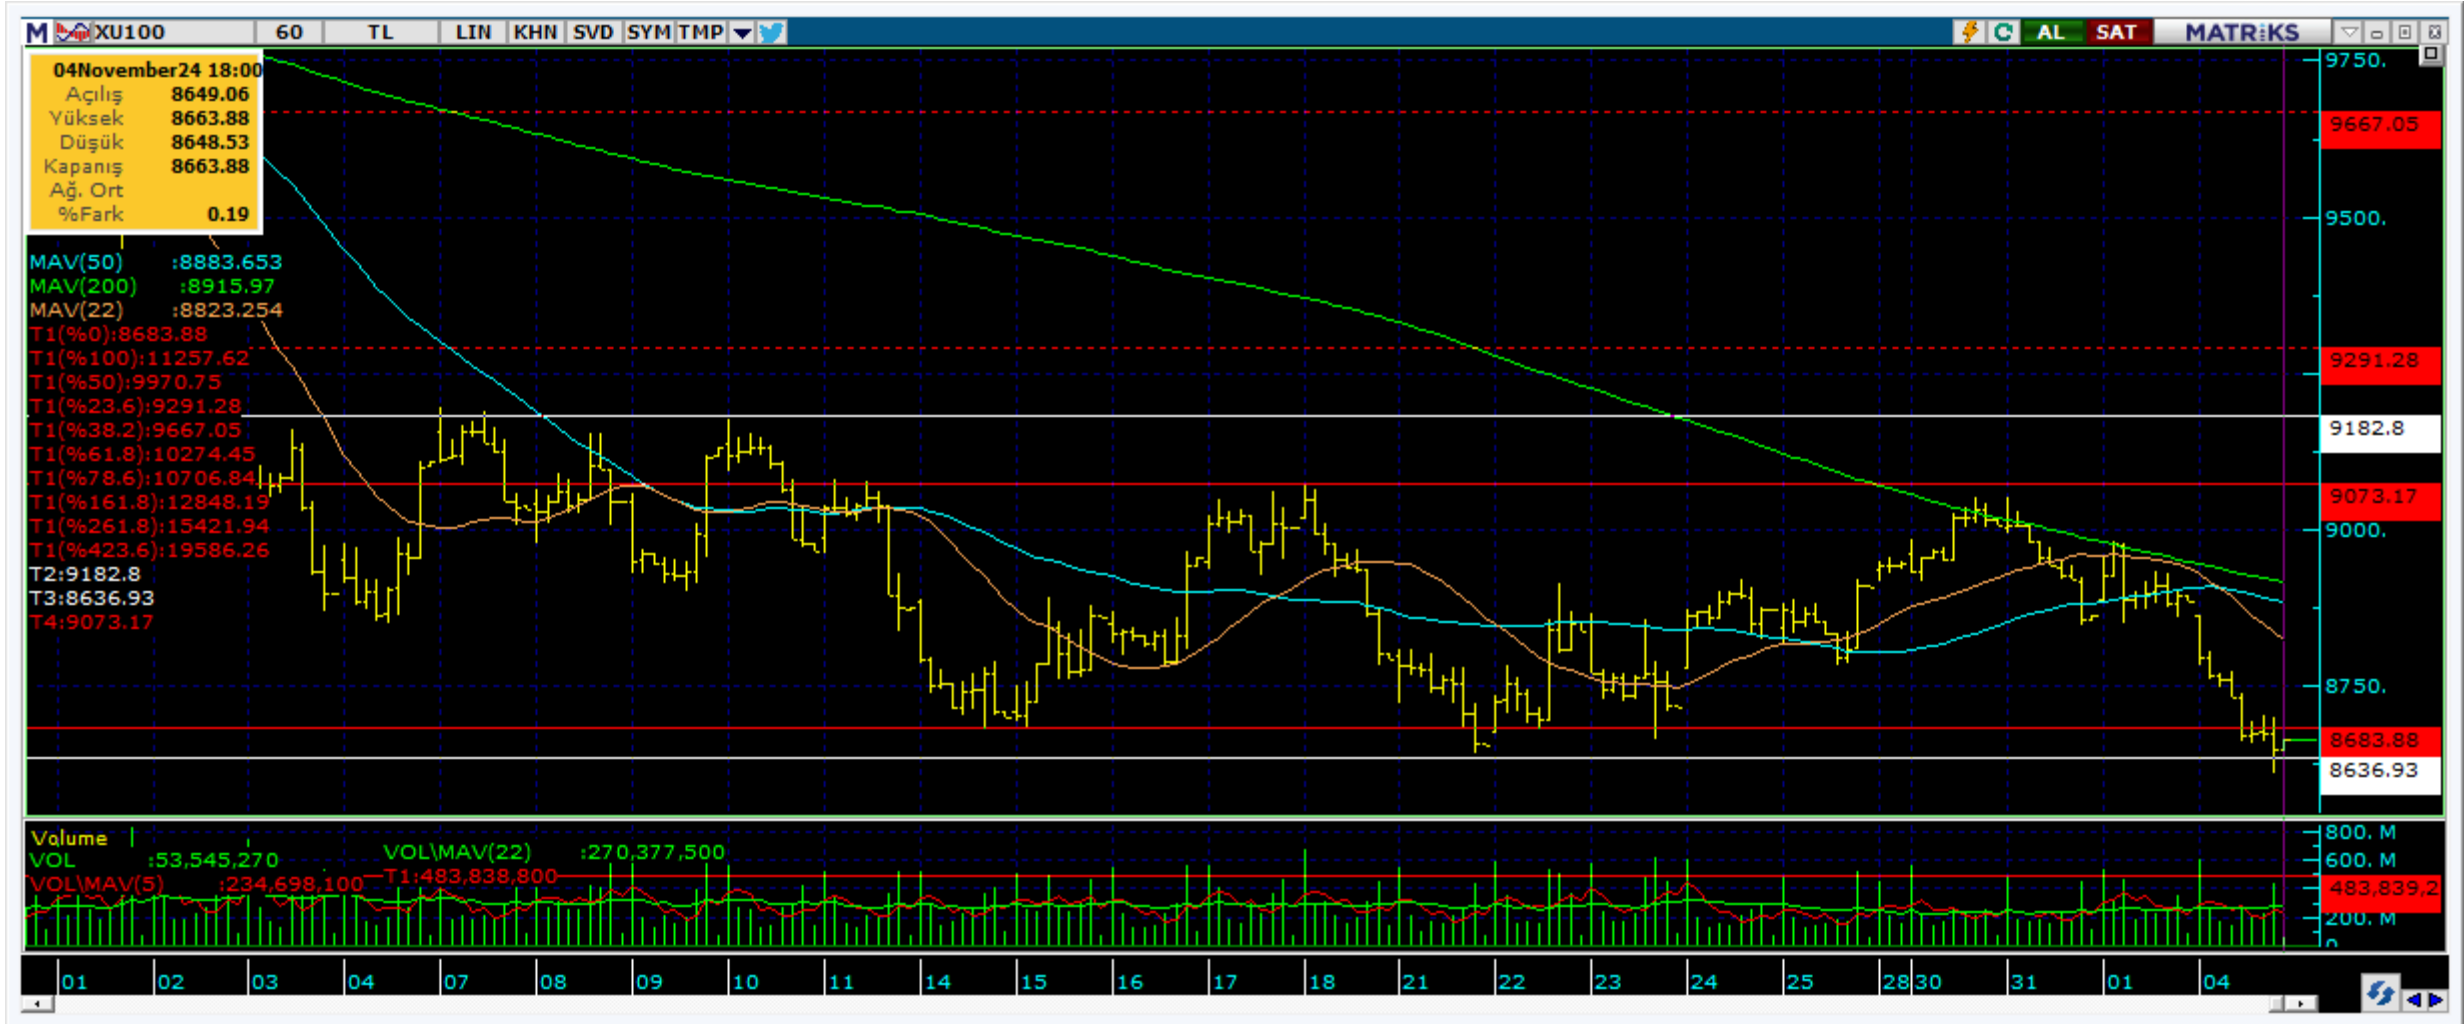 M XU100 60 TL LIN KHN SVD SYM TMP AL SAT MATRiKS
04November24 18:00
Açılış 8649.06
Yüksek 8663.88
Düşük 8648.53
Kapanış 8663.88
Ağ. Ort
%Fark 0.19
MAV(50) :8883.653
MAV(200) :8915.97
MAV(22) :8823.254
T1(%0):8683.88
T1(%100):11257.62
T1(%50):9970.75
T1(%23.6):9291.28
T1(%38.2):9667.05
T1(%61.8):10274.45
T1(%78.6):10706.84
T1(%161.8):12848.19
T1(%261.8):15421.94
T1(%423.6):19586.26
T2:9182.8
T3:8636.93
T4:9073.17
9750.
9667.05
9500.
9291.28
9182.8
9073.17
9000.
8750.
8683.88
8636.93
Volume
VOL :53,545,270 VOL\MAV(22) :270,377,500
VOL\MAV(5) :234,698,100 T1:483,838,800
800. M
600. M
483,839,2
200. M
0
01 02 03 04 07 08 09 10 11 14 15 16 17 18 21 22 23 24 25 28 30 31 01 04